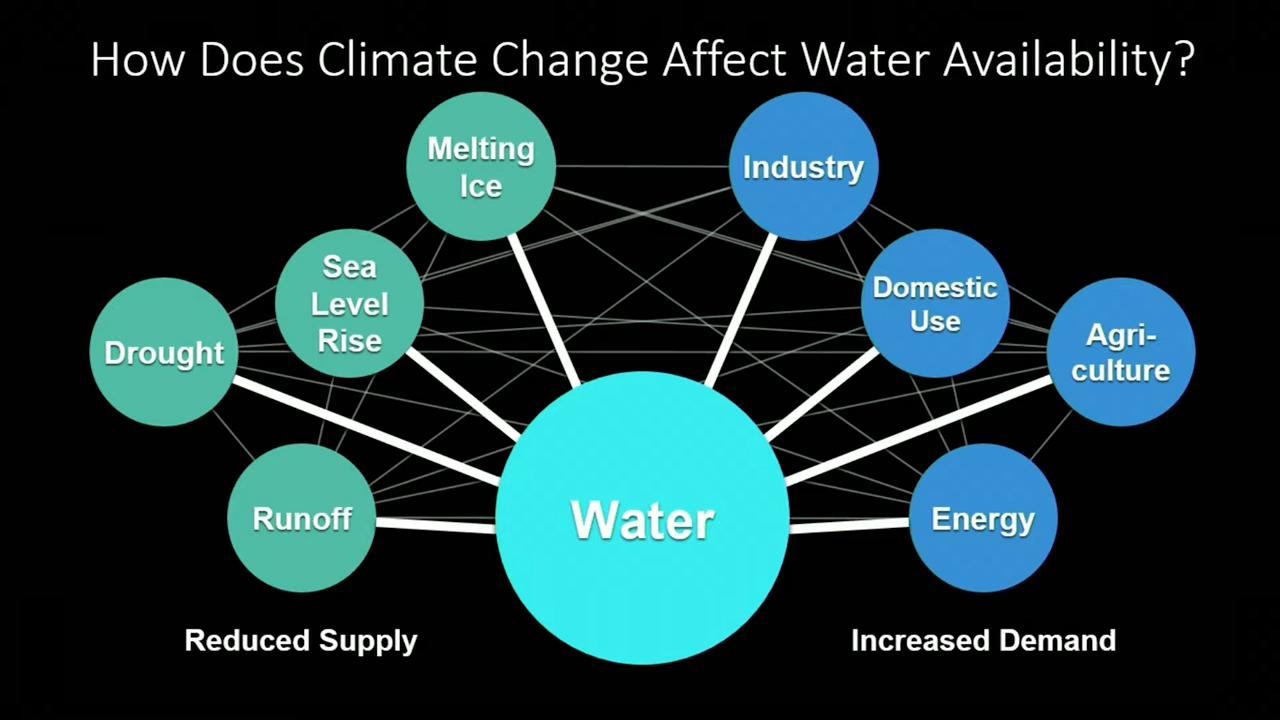 How Does Climate Change Affect Water Availability?
Melting
Ice
Industry
Sea
Level
Rise
Domestic
Use
Drought
Agri-
culture
Runoff
Water
Energy
Reduced Supply
Increased Demand